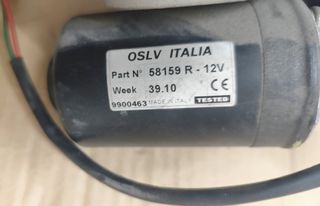 OSLV ITALIA
Part N° 58159 R - 12V
Week 39.10 CE
9900463 MADE IN ITALY TESTED